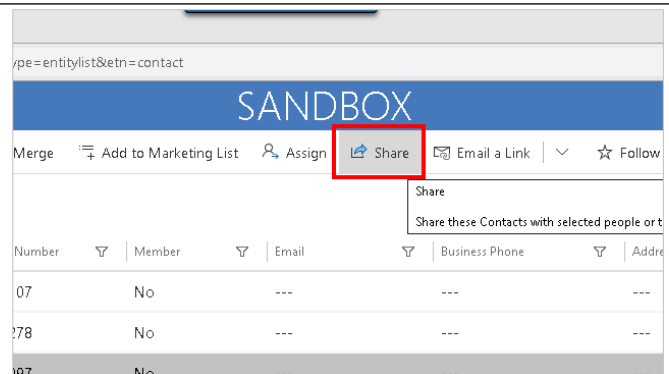 ype=entitylist&etn=contact
SANDBOX
Merge Add to Marketing List Assign Share Email a Link Follow
Share
Share these Contacts with selected people or t
Number Member Email Business Phone Addre
07 No --- --- ---
278 No --- --- ---
097 No